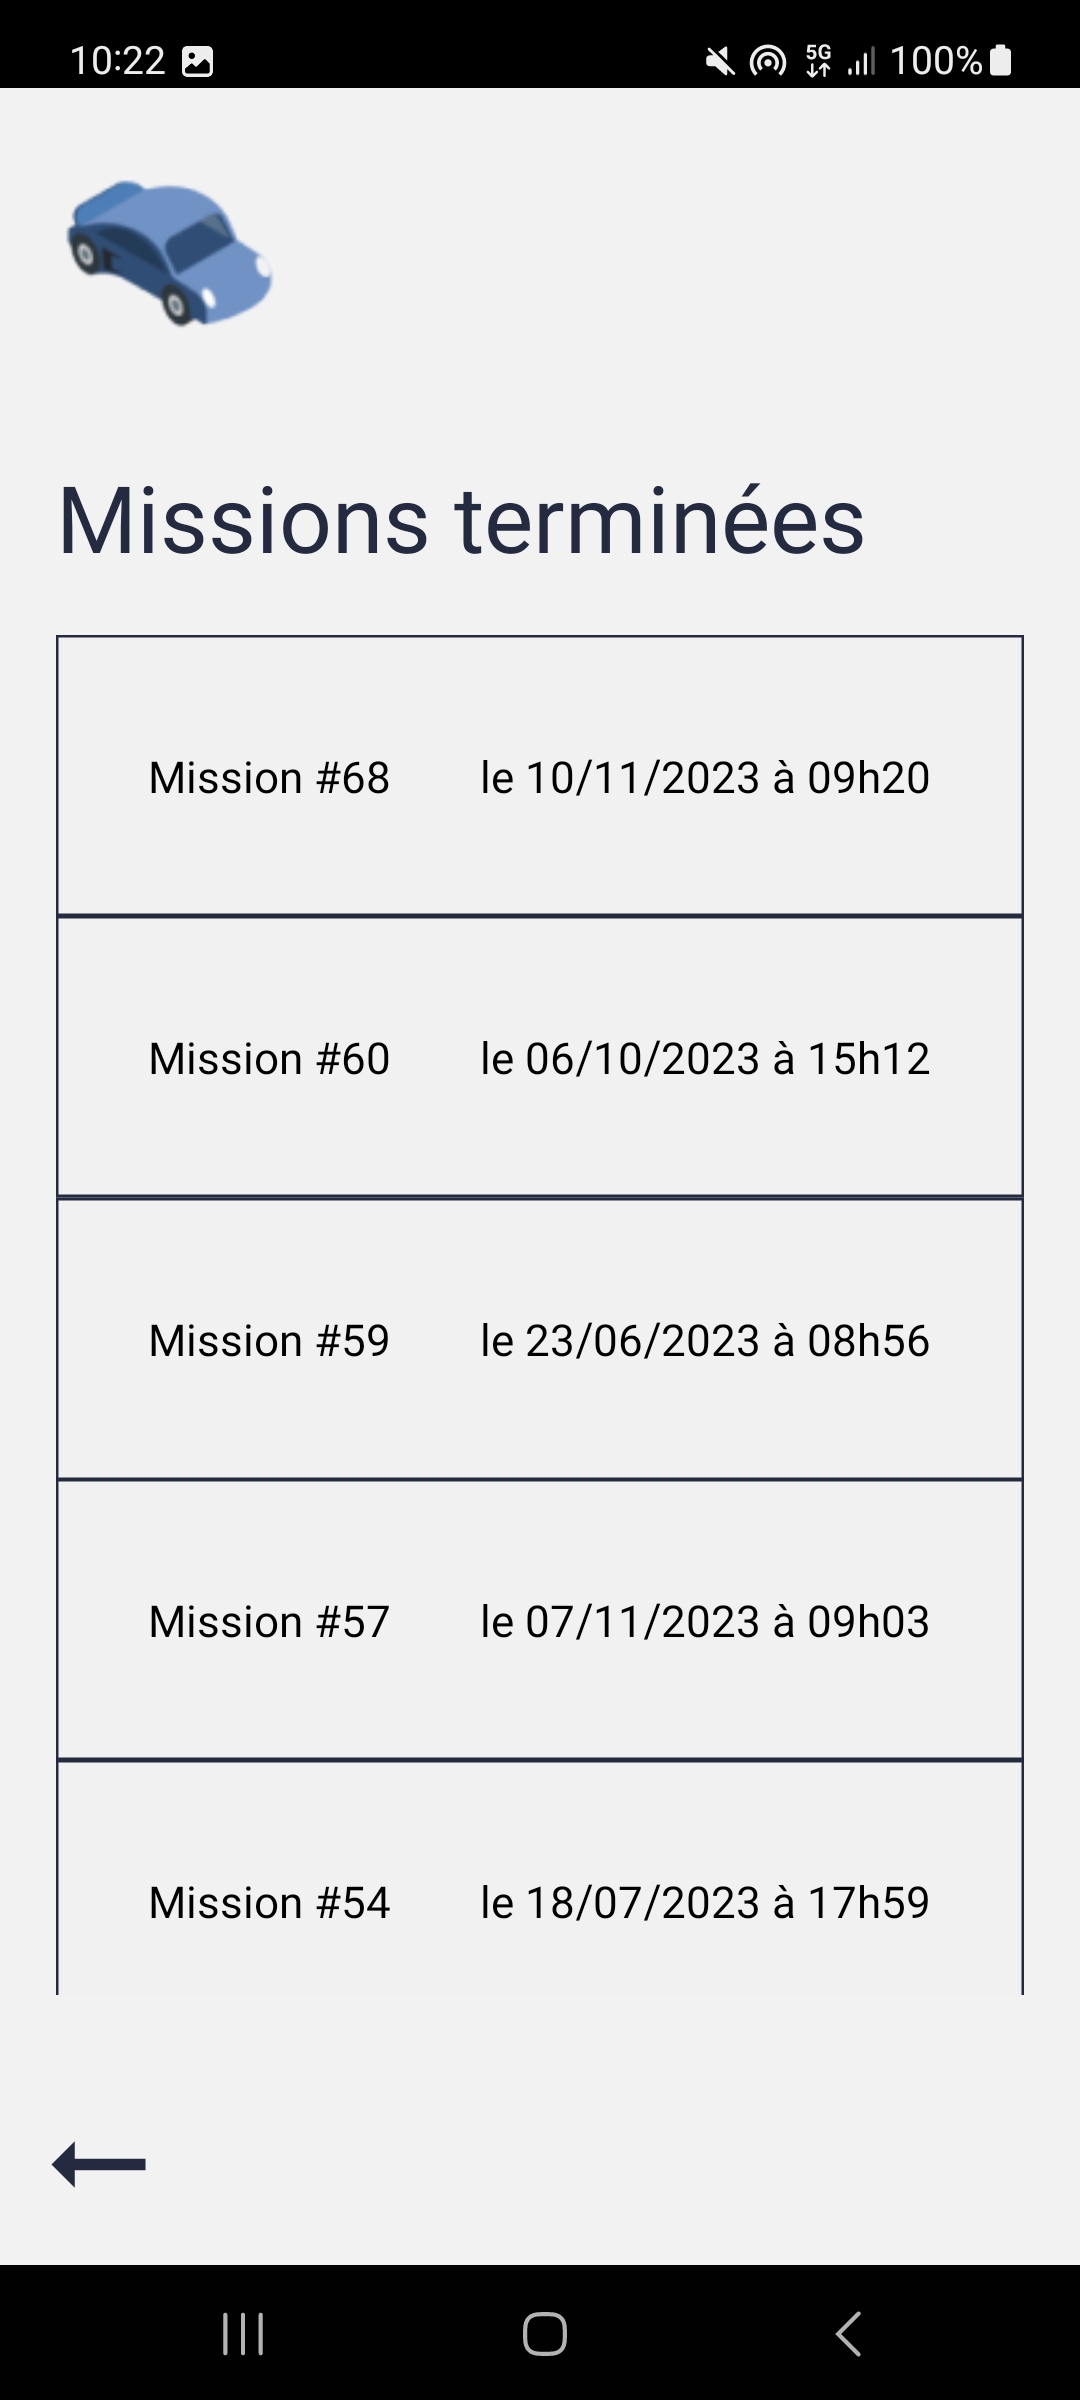 10:22 5G 100%
Missions terminées
Mission #68 le 10/11/2023 à 09h20
Mission #60 le 06/10/2023 à 15h12
Mission #59 le 23/06/2023 à 08h56
Mission #57 le 07/11/2023 à 09h03
Mission #54 le 18/07/2023 à 17h59